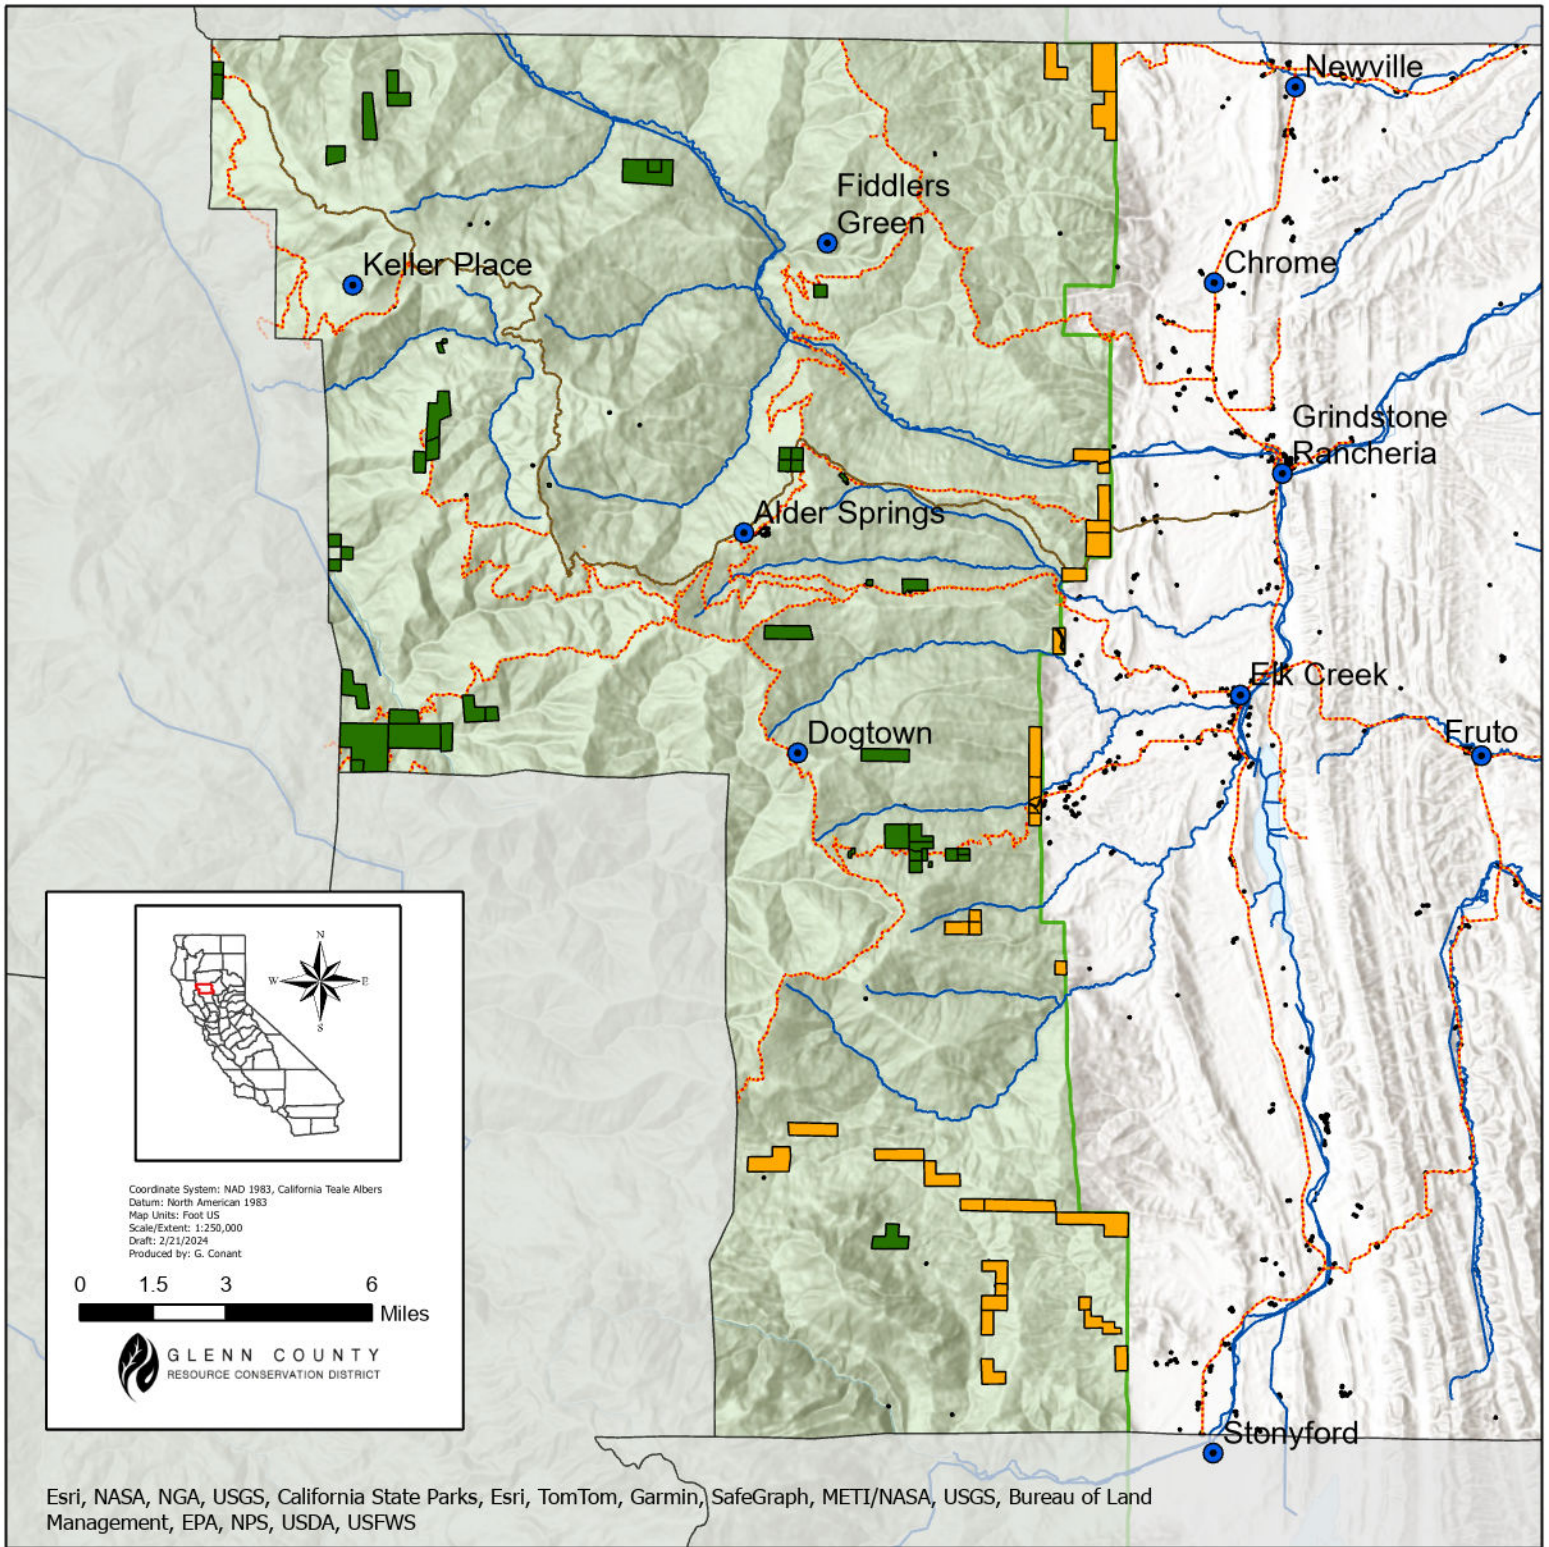 Newville
Fiddlers
Green
Keller Place
Chrome
Grindstone
Rancheria
Alder Springs
Elk Creek
Dogtown
Fruto
N
W
E
S
Coordinate System: NAD 1983, California Teale Albers
Datum: North American 1983
Map Units: Foot US
Scale/Extent: 1:250,000
Draft: 2/21/2024
Produced by: G. Conant
0 1.5 3 6
Miles
GLENN COUNTY
RESOURCE CONSERVATION DISTRICT
Stonyford
Esri, NASA, NGA, USGS, California State Parks, Esri, TomTom, Garmin, SafeGraph, METI/NASA, USGS, Bureau of Land
Management, EPA, NPS, USDA, USFWS